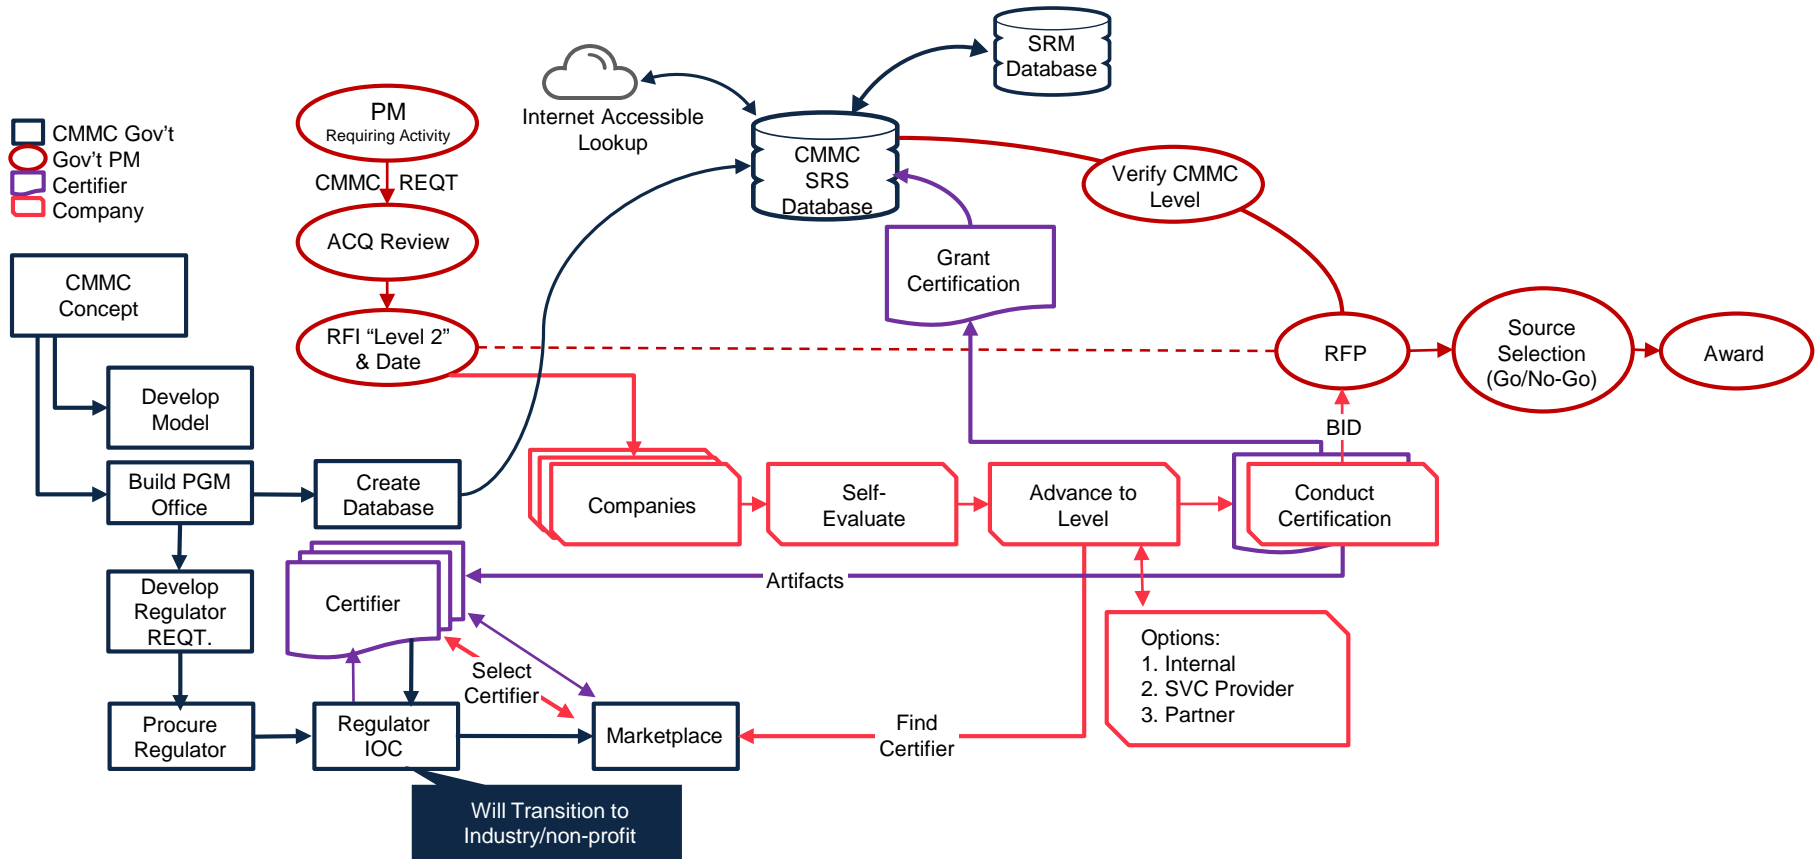 SRM
Database
Internet Accessible
Lookup
PM
Requiring Activity
CMMC Gov't
Gov't PM
Certifier
Company
CMMC REQT
CMMC
SRS
Database
Verify CMMC
Level
ACQ Review
Grant
Certification
CMMC
Concept
RFI “Level 2”
& Date
RFP
Source
Selection
(Go/No-Go)
Award
Develop
Model
BID
Build PGM
Office
Create
Database
Companies
Self-
Evaluate
Advance to
Level
Conduct
Certification
Artifacts
Develop
Regulator
REQT.
Certifier
Select
Certifier
Options:
1. Internal
2. SVC Provider
3. Partner
Procure
Regulator
Regulator
IOC
Marketplace
Find
Certifier
Will Transition to
Industry/non-profit